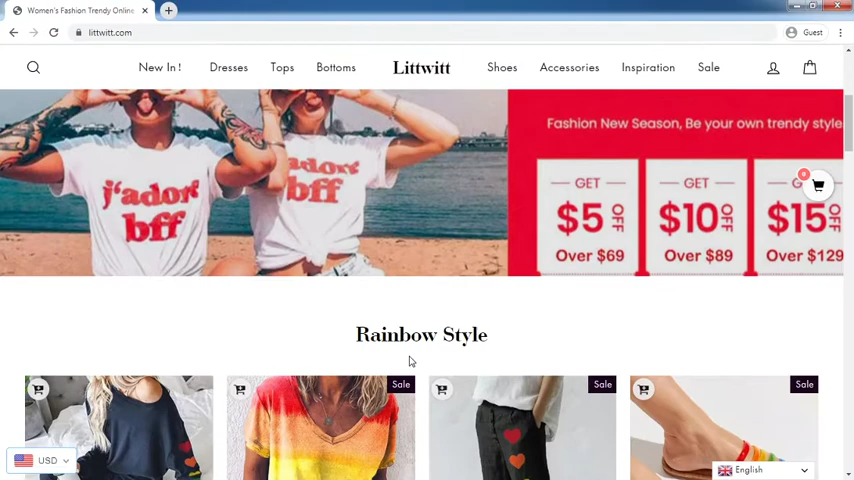 Women's Fashion Trendy Online
littwitt.com
Guest
New In !
Dresses
Tops
Bottoms
Littwitt
Shoes
Accessories
Inspiration
Sale
j'adore
bff
j'adore
bff
Fashion New Season, Be your own trendy style
GET
$5 OFF
Over $69
GET
$10 OFF
Over $89
$15 OFF
Over $129
0
Rainbow Style
Sale
Sale
Sale
USD
English